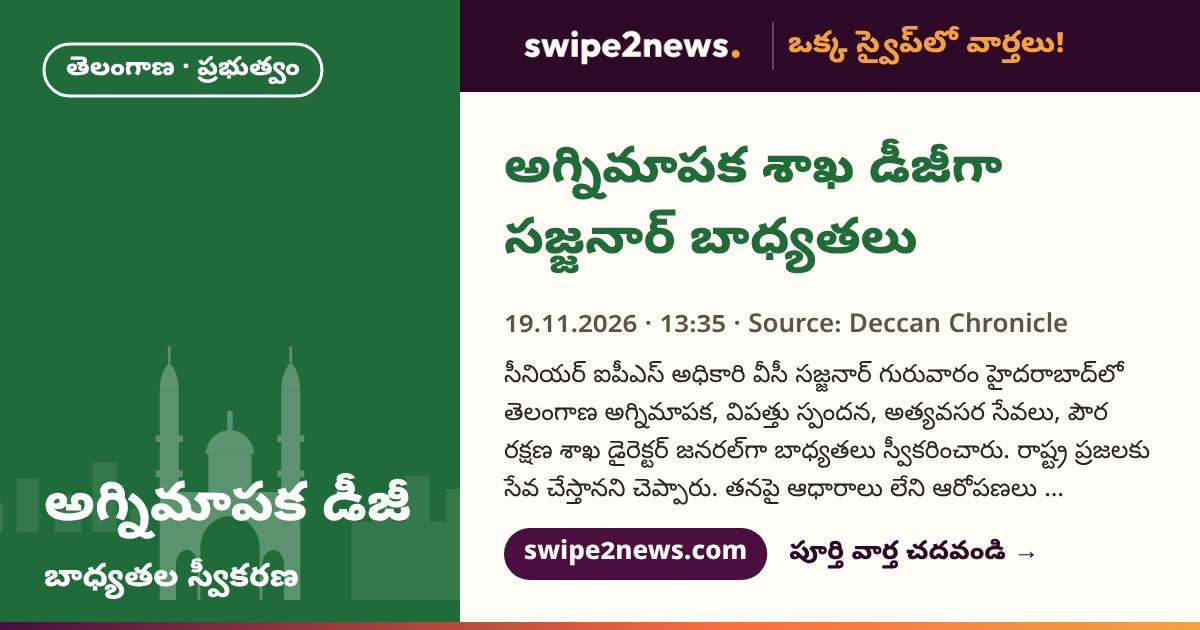 తెలంగాణ · ప్రభుత్వం
అగ్నిమాపక డీజీ
బాధ్యతల స్వీకరణ
swipe2news.
ఒక్క స్వైప్‌లో వార్తలు!
అగ్నిమాపక శాఖ డీజీగా
సజ్జనార్ బాధ్యతలు
19.11.2026 · 13:35 · Source: Deccan Chronicle
సీనియర్ ఐపీఎస్ అధికారి వీసీ సజ్జనార్ గురువారం హైదరాబాద్‌లో
తెలంగాణ అగ్నిమాపక, విపత్తు స్పందన, అత్యవసర సేవలు, పౌర
రక్షణ శాఖ డైరెక్టర్ జనరల్‌గా బాధ్యతలు స్వీకరించారు. రాష్ట్ర ప్రజలకు
సేవ చేస్తానని చెప్పారు. తనపై ఆధారాలు లేని ఆరోపణలు ...
swipe2news.com
పూర్తి వార్త చదవండి →